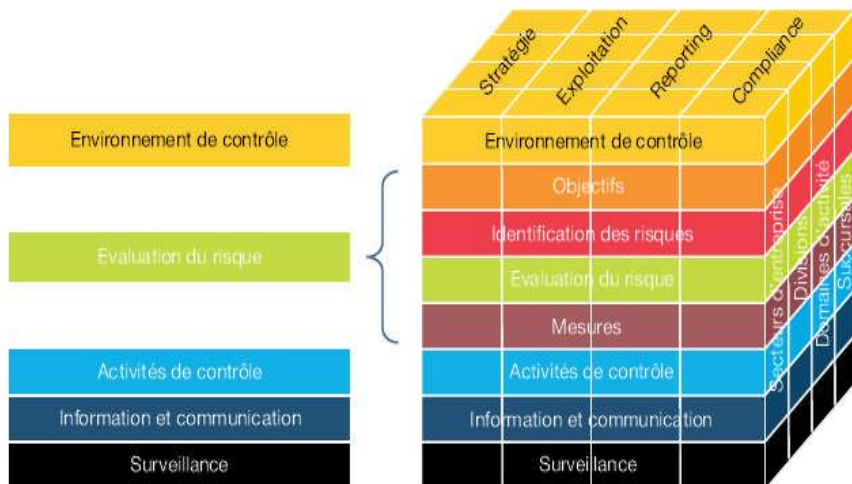 Stratégie
Exploitation
Reporting
Compliance
Environnement de contrôle
Evaluation du risque
Activités de contrôle
Information et communication
Surveillance
Environnement de contrôle
Objectifs
Identification des risques
Evaluation du risque
Mesures
Activités de contrôle
Information et communication
Surveillance
Secteurs d'entreprise
Divisions
Domaines d'activité
Succursales